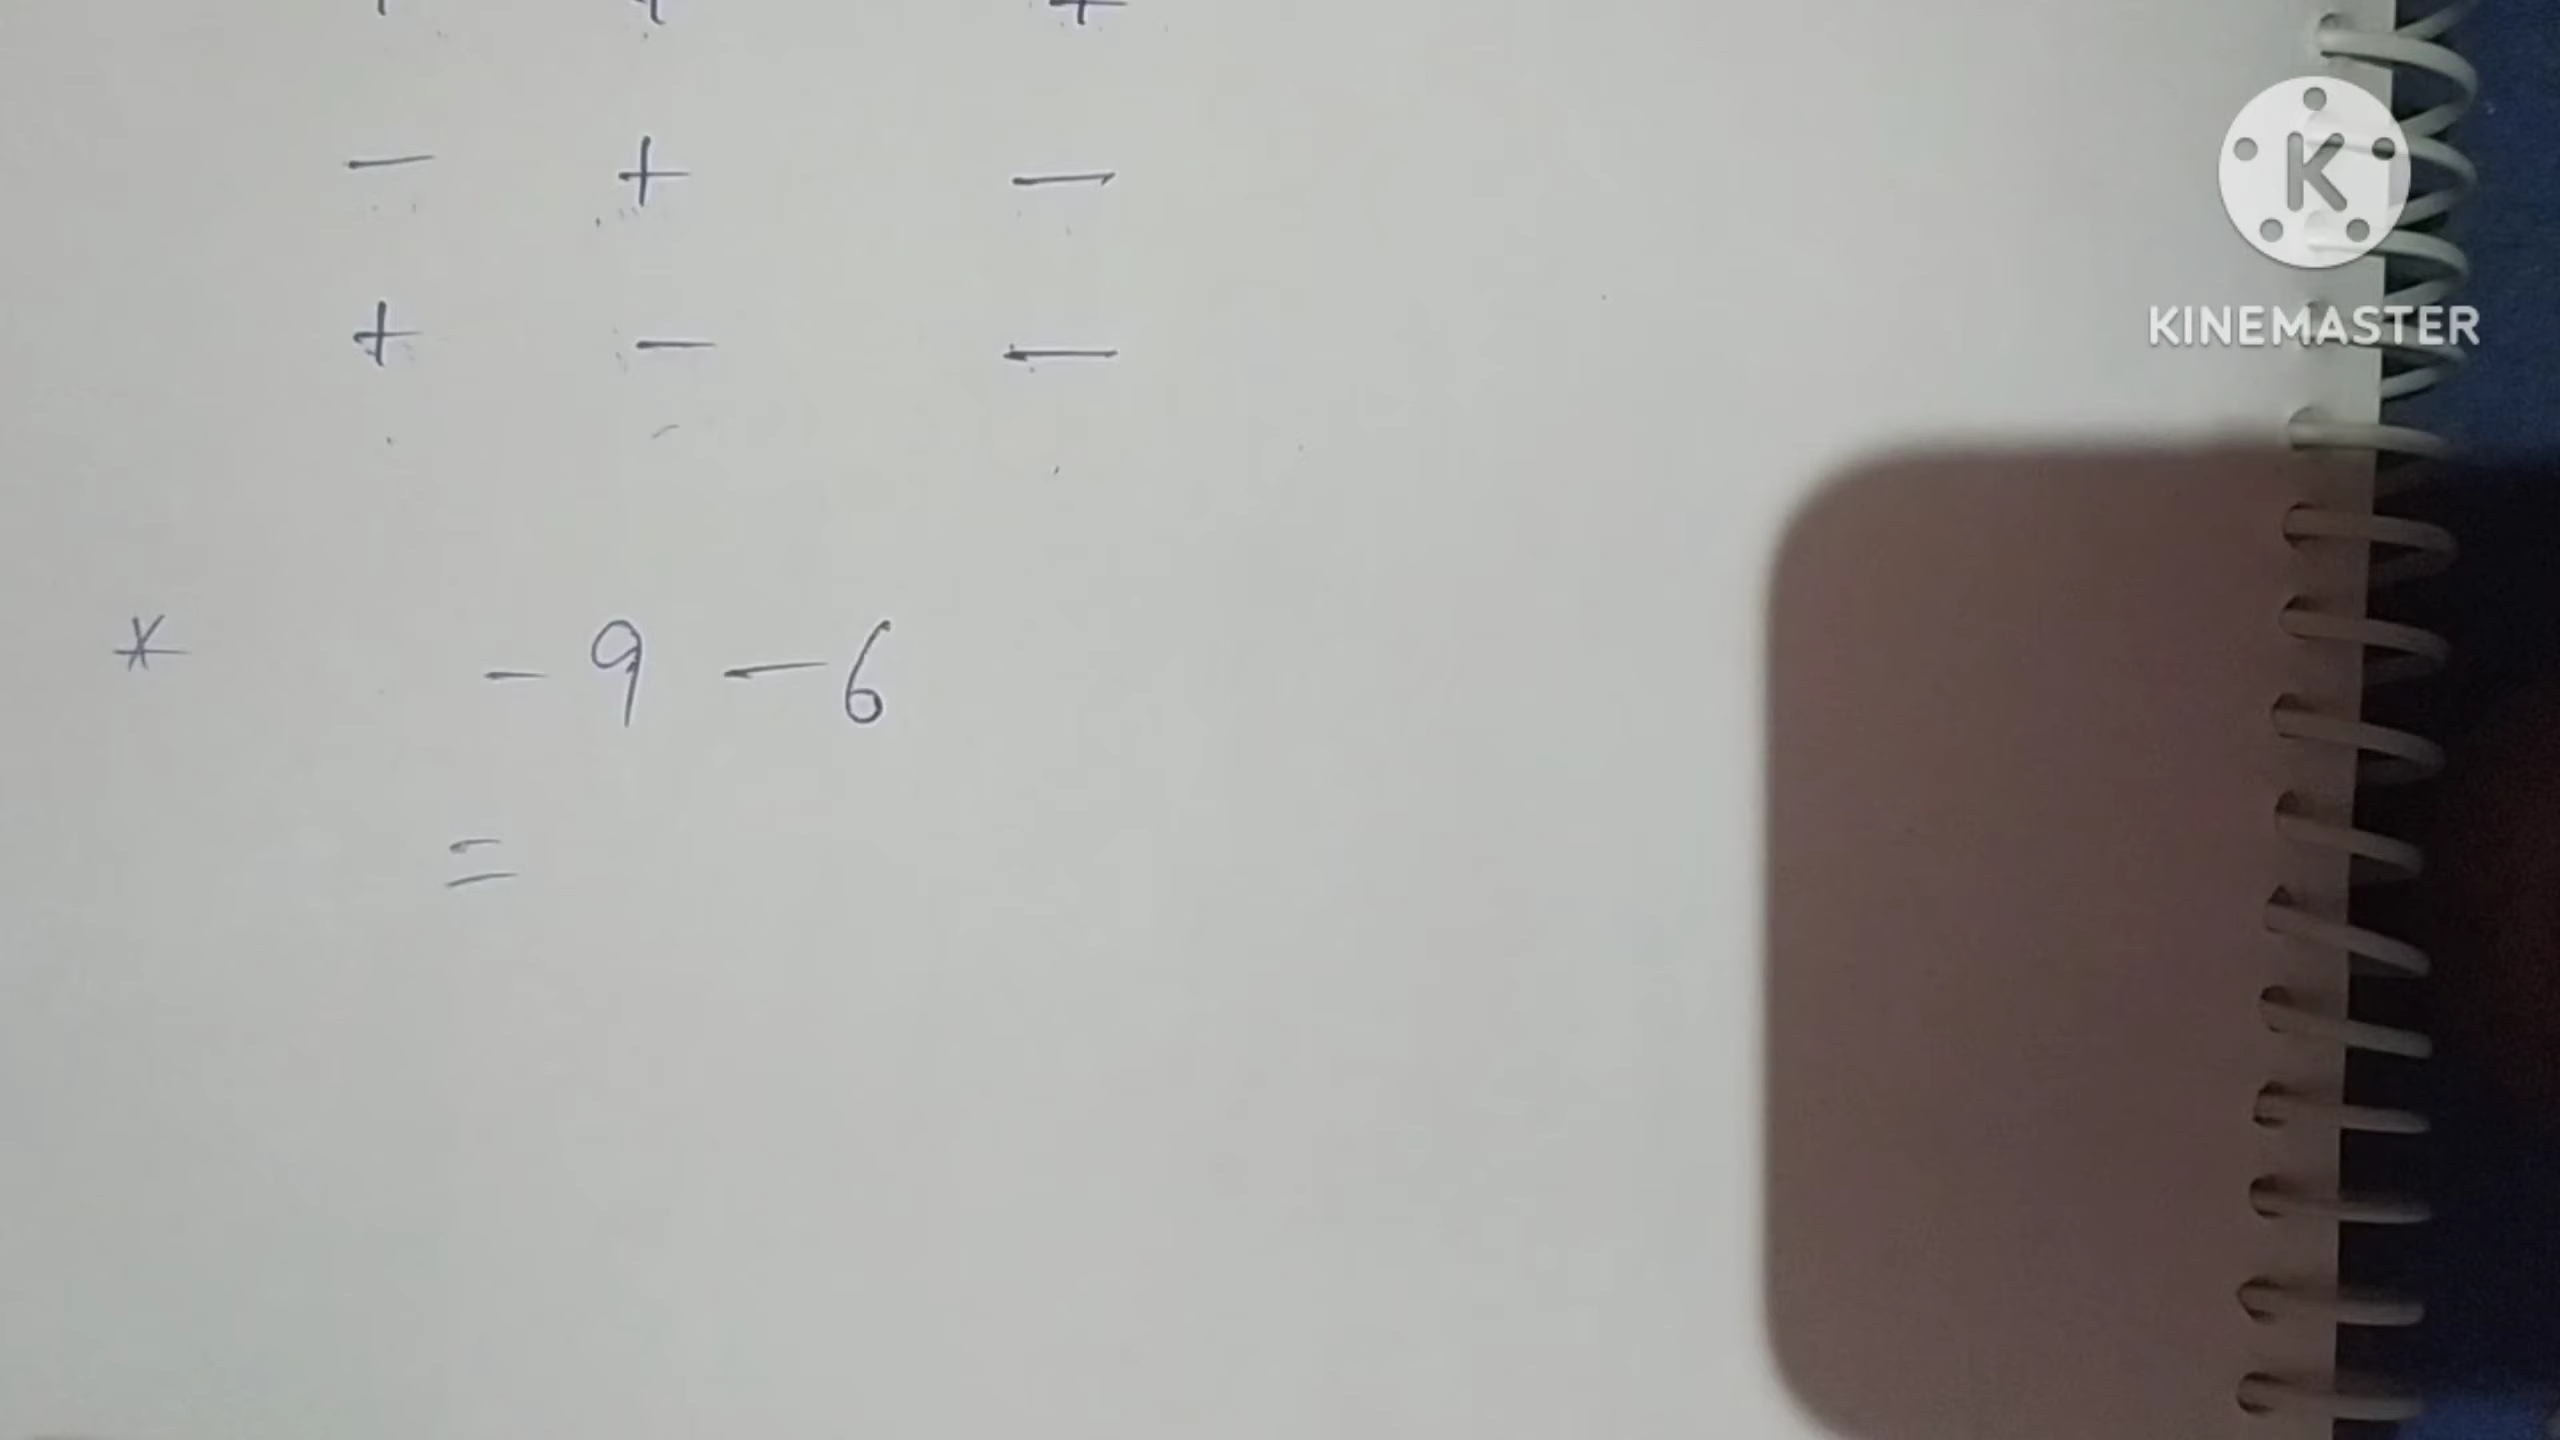 − + −
+ − −
* − 9 − 6
=
K
KINEMASTER